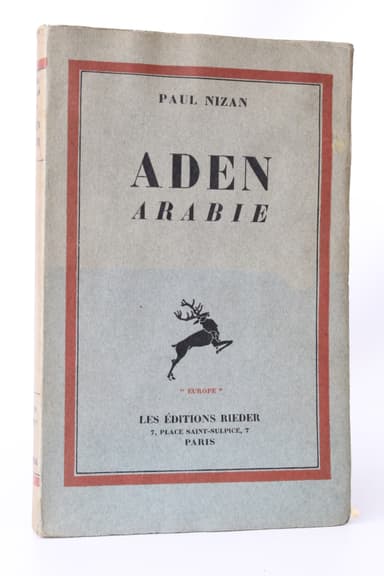 PAUL NIZAN
ADEN
ARABIE
" EUROPE "
LES ÉDITIONS RIEDER
7, PLACE SAINT-SULPICE, 7
PARIS